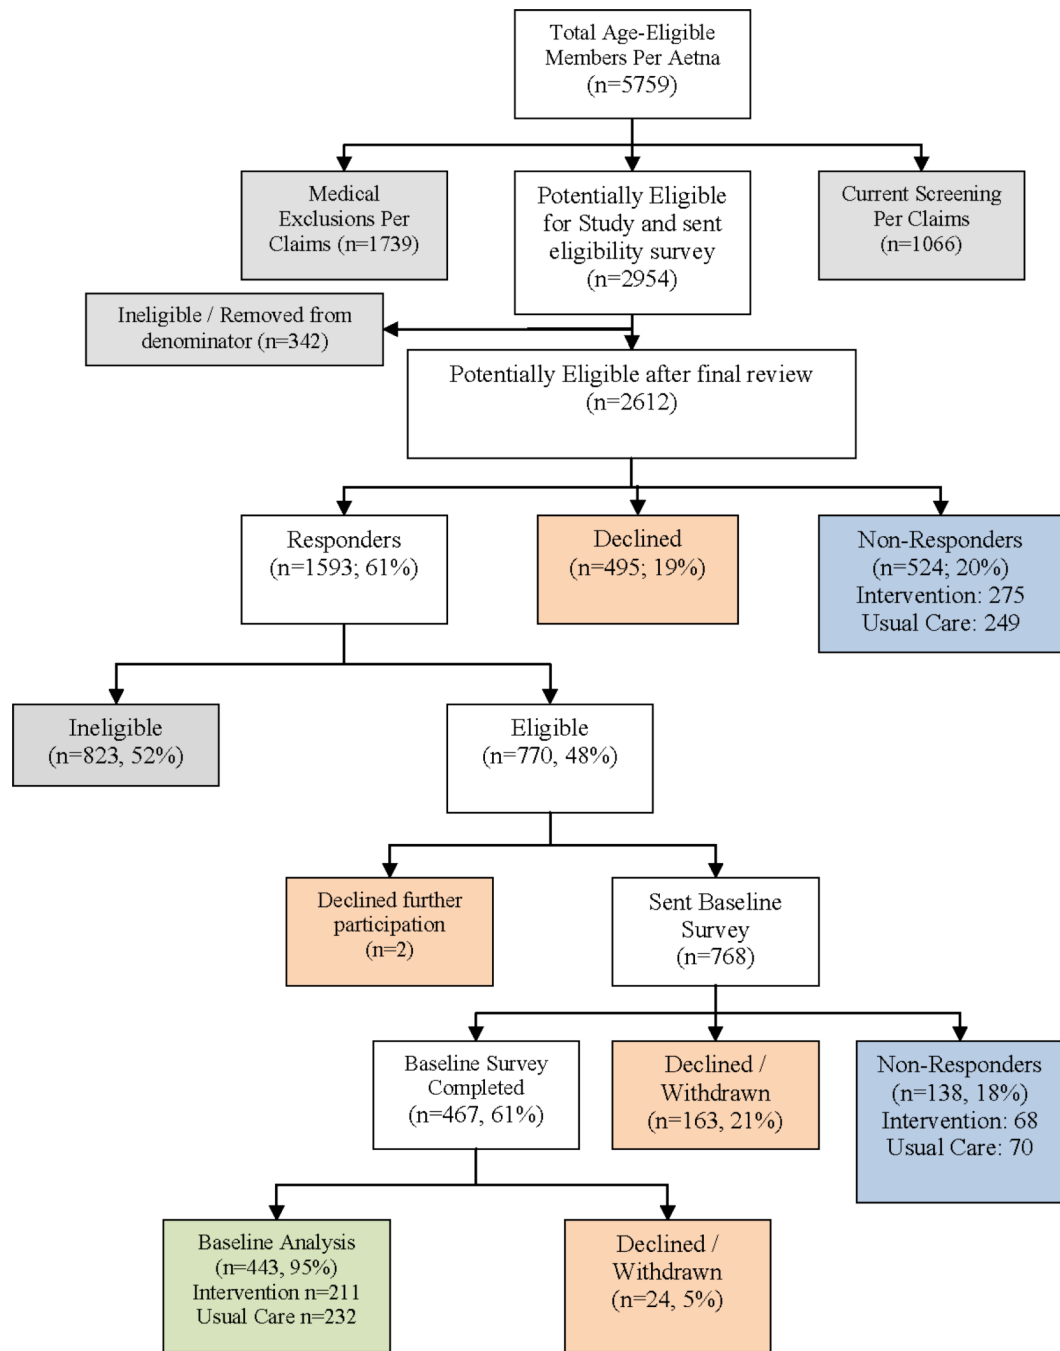 Total Age-Eligible
Members Per Aetna
(n=5759)
Medical
Exclusions Per
Claims (n=1739)
Potentially Eligible
for Study and sent
eligibility survey
(n=2954)
Current Screening
Per Claims
(n=1066)
Ineligible / Removed from
denominator (n=342)
Potentially Eligible after final review
(n=2612)
Responders
(n=1593; 61%)
Declined
(n=495; 19%)
Non-Responders
(n=524; 20%)
Intervention: 275
Usual Care: 249
Ineligible
(n=823, 52%)
Eligible
(n=770, 48%)
Declined further
participation
(n=2)
Sent Baseline
Survey
(n=768)
Baseline Survey
Completed
(n=467, 61%)
Declined /
Withdrawn
(n=163, 21%)
Non-Responders
(n=138, 18%)
Intervention: 68
Usual Care: 70
Baseline Analysis
(n=443, 95%)
Intervention n=211
Usual Care n=232
Declined /
Withdrawn
(n=24, 5%)